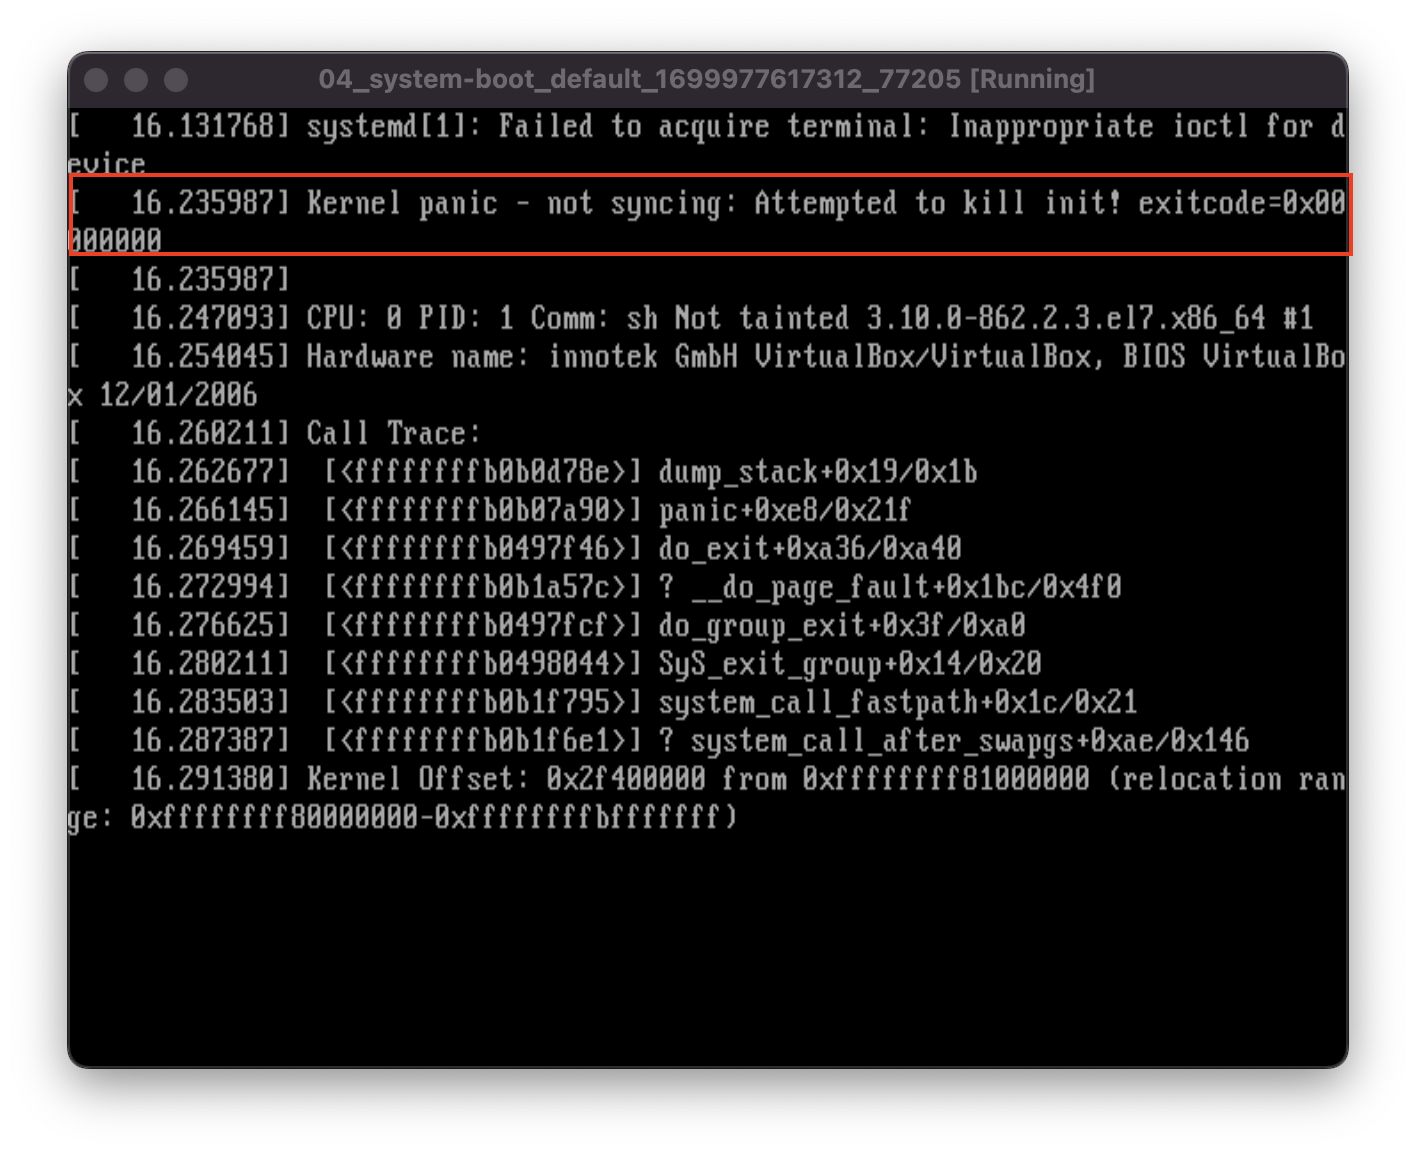 04_system-boot_default_1699977617312_77205 [Running]
[   16.131768] systemd[1]: Failed to acquire terminal: Inappropriate ioctl for d
evice
[   16.235987] Kernel panic - not syncing: Attempted to kill init! exitcode=0x00
000000
[   16.235987]
[   16.247093] CPU: 0 PID: 1 Comm: sh Not tainted 3.10.0-862.2.3.el7.x86_64 #1
[   16.254045] Hardware name: innotek GmbH VirtualBox/VirtualBox, BIOS VirtualBo
x 12/01/2006
[   16.260211] Call Trace:
[   16.262677]  [<ffffffffb0b0d78e>] dump_stack+0x19/0x1b
[   16.266145]  [<ffffffffb0b07a90>] panic+0xe8/0x21f
[   16.269459]  [<ffffffffb0497f46>] do_exit+0xa36/0xa40
[   16.272994]  [<ffffffffb0b1a57c>] ? __do_page_fault+0x1bc/0x4f0
[   16.276625]  [<ffffffffb0497fcf>] do_group_exit+0x3f/0xa0
[   16.280211]  [<ffffffffb0498044>] SyS_exit_group+0x14/0x20
[   16.283503]  [<ffffffffb0b1f795>] system_call_fastpath+0x1c/0x21
[   16.287387]  [<ffffffffb0b1f6e1>] ? system_call_after_swapgs+0xae/0x146
[   16.291380] Kernel Offset: 0x2f400000 from 0xffffffff81000000 (relocation ran
ge: 0xffffffff80000000-0xffffffffbfffffff)